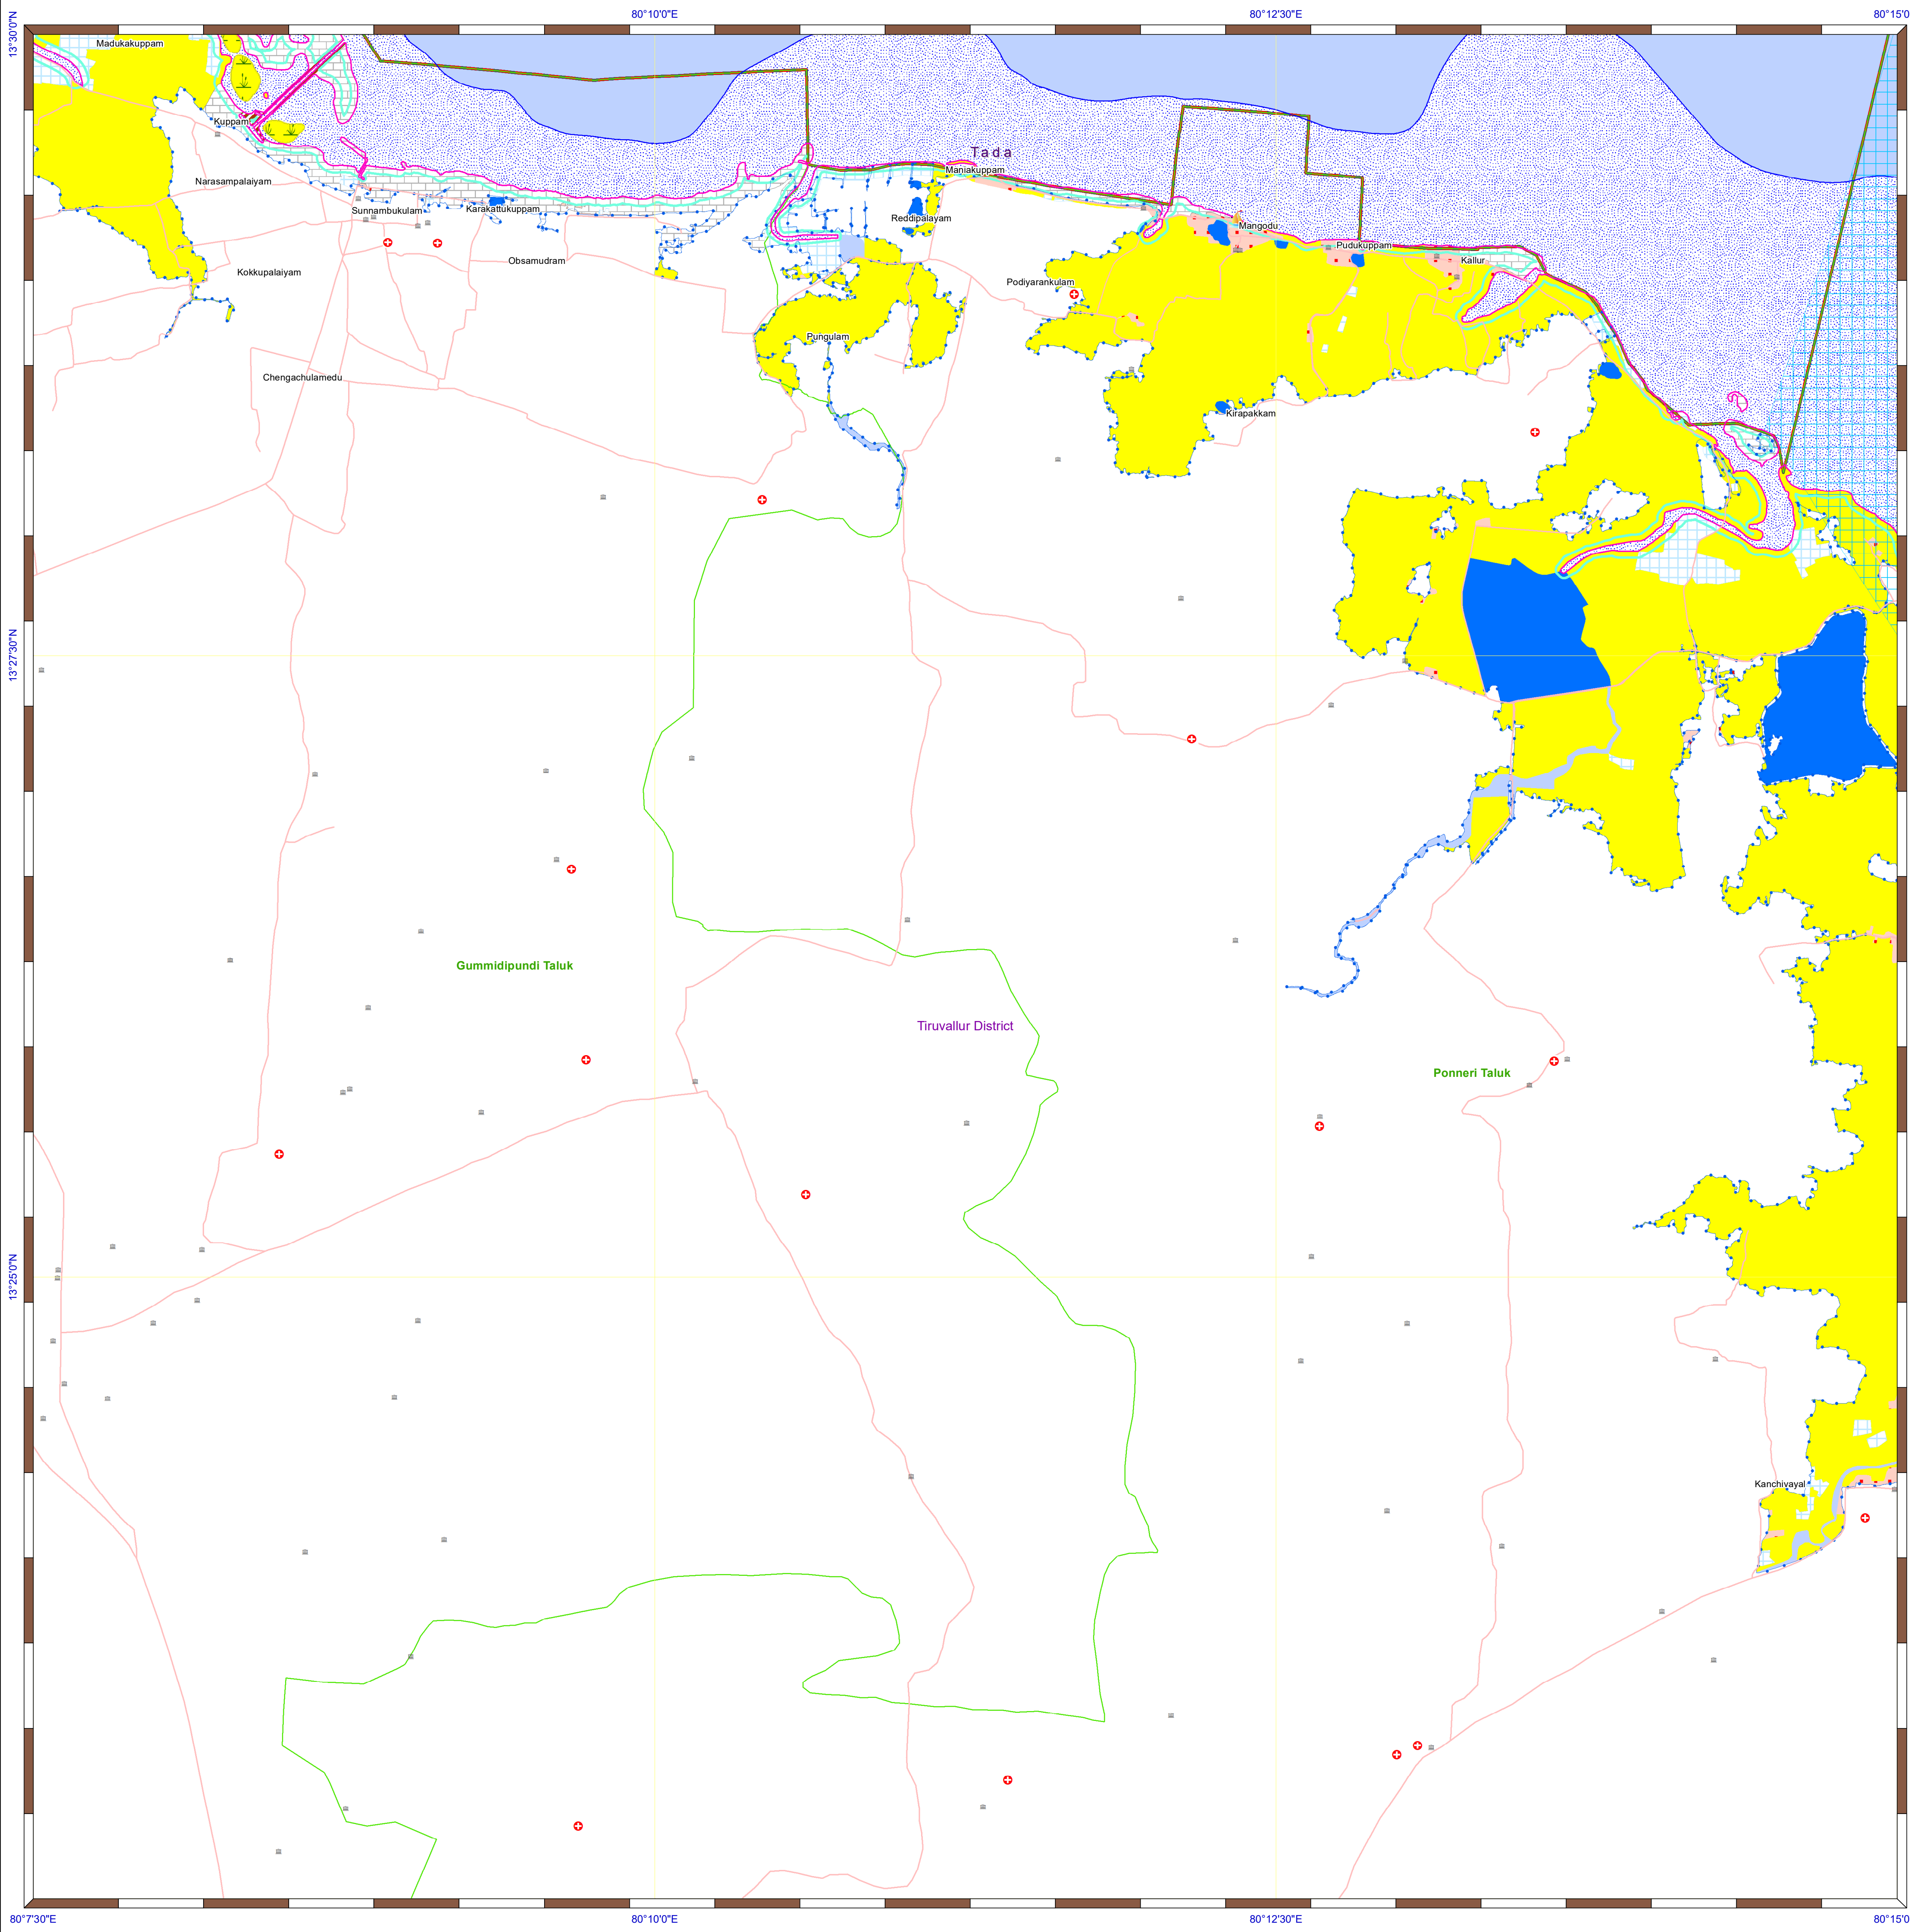 80°10'0"E
80°12'30"E
80°15'0
13°30'0"N
Madukakuppam
Kuppam
Tada
Maniakuppam
Narasampalaiyam
Sunnambukulam
Karakattukuppam
Reddipalayam
Mangodu
Pudukuppam
Obsamudram
Kallur
Kokkupalaiyam
Podiyarankulam
Pungulam
Chengachulamedu
Kirapakkam
13°27'30"N
Gummidipundi Taluk
Tiruvallur District
Ponneri Taluk
13°25'0"N
Kanchivayal
80°7'30"E
80°10'0"E
80°12'30"E
80°15'0